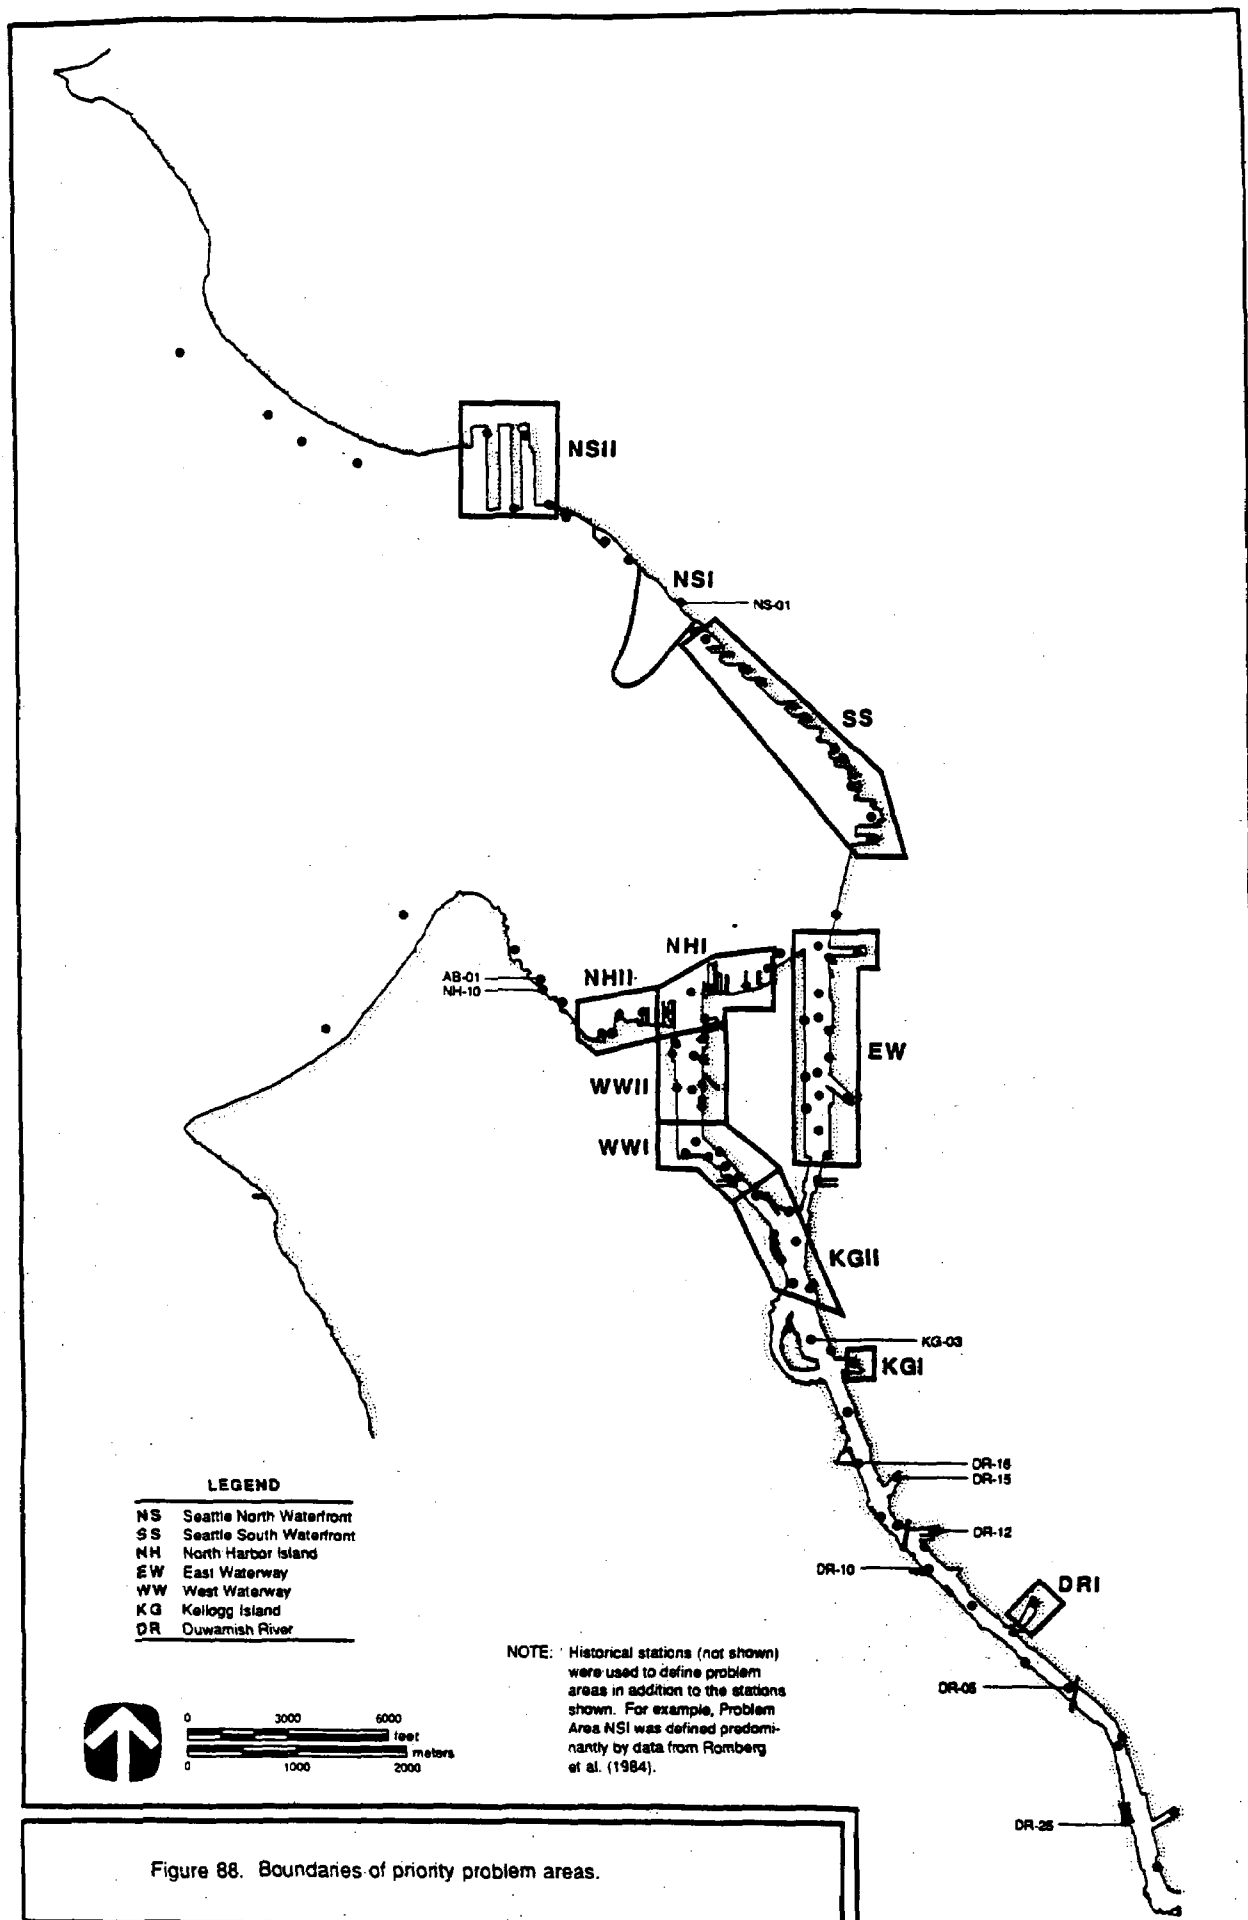 NSII
NSI
NS-01
SS
NHI
AB-01
NHII
NH-10
EW
WWII
WWI
KGII
KG-03
KGI
DR-16
DR-15
DR-12
DR-10
DRI
DR-05
DR-25
LEGEND
NS Seattle North Waterfront
SS Seattle South Waterfront
NH North Harbor Island
EW East Waterway
WW West Waterway
KG Kellogg Island
DR Duwamish River
NOTE: Historical stations (not shown)
were used to define problem
areas in addition to the stations
shown. For example, Problem
Area NSI was defined predomi-
nantly by data from Romberg
et al. (1984).
0 3000 6000
feet
meters
0 1000 2000
Figure 88. Boundaries of priority problem areas.